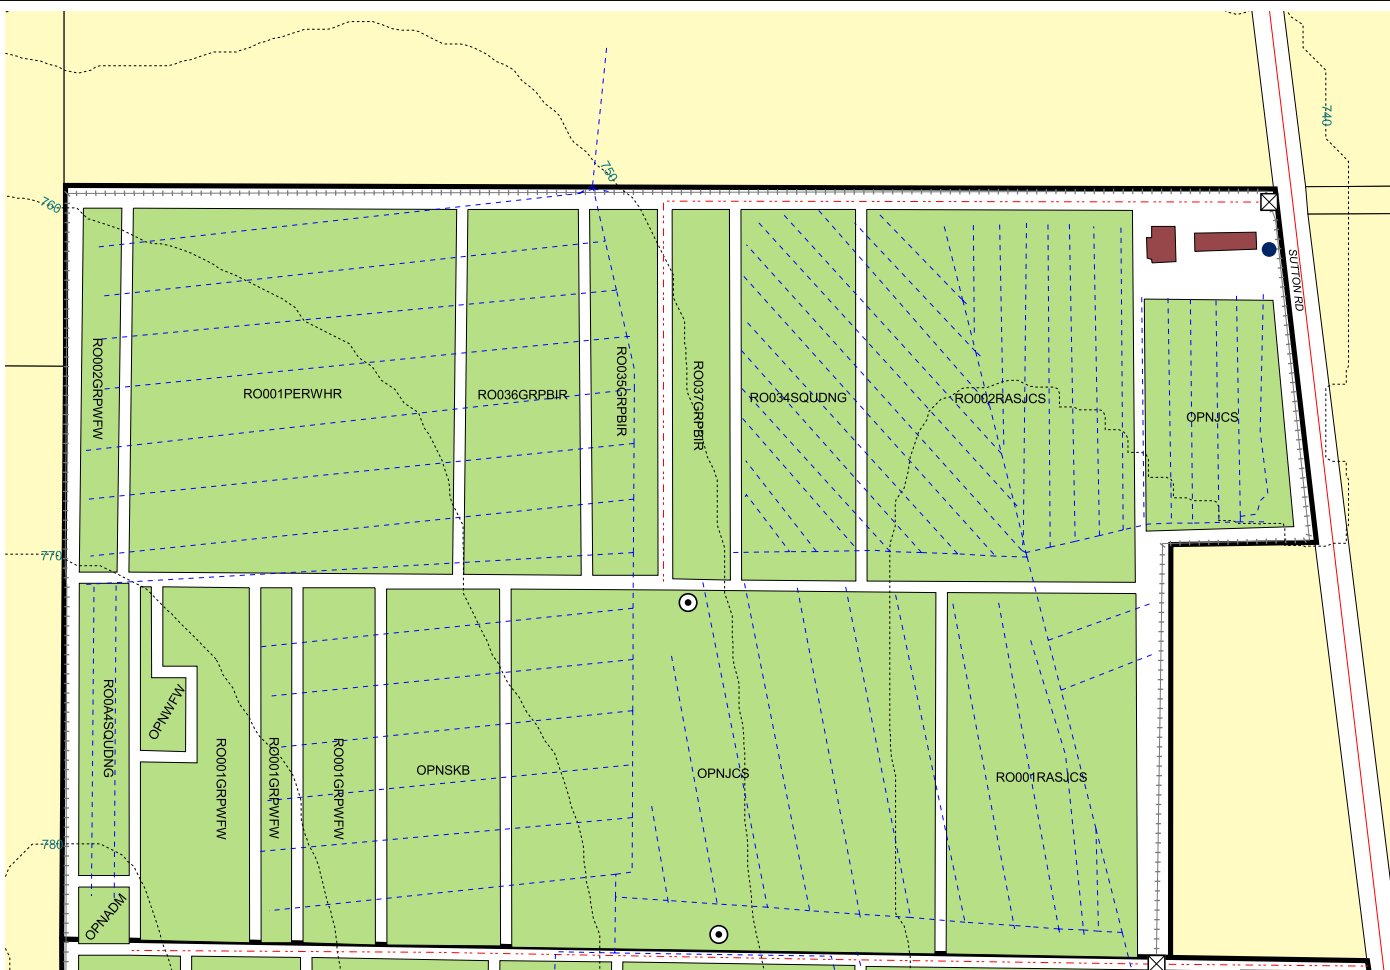 740
750
760
SUTTON RD
RO002GRPWFW
RO001PERWHR
RO036GRPBIR
RO035GRPBIR
RO037GRPBIR
RO034SQUDNG
RO002RASJCS
OPNJCS
770
RO0A4SQUDNG
OPNWFW
RO001GRPWFW
RO001GRPWFW
RO001GRPWFW
OPNSKB
OPNJCS
RO001RASJCS
780
OPNADM